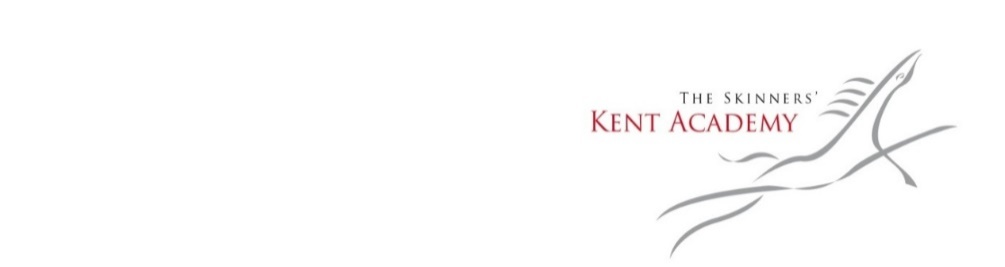 THE SKINNERS'
KENT ACADEMY